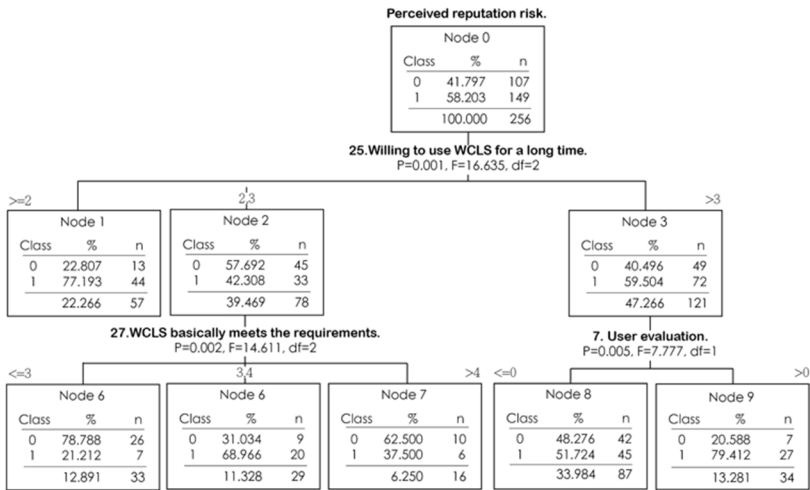 Perceived reputation risk.
Node 0
Class % n
0 41.797 107
1 58.203 149
100.000 256
25.Willing to use WCLS for a long time.
P=0.001, F=16.635, df=2
>=2 2,3 >3
Node 1
Class % n
0 22.807 13
1 77.193 44
22.266 57
Node 2
Class % n
0 57.692 45
1 42.308 33
39.469 78
Node 3
Class % n
0 40.496 49
1 59.504 72
47.266 121
27.WCLS basically meets the requirements.
P=0.002, F=14.611, df=2
<=3 3,4 >4
7. User evaluation.
P=0.005, F=7.777, df=1
<=0 >0
Node 6
Class % n
0 78.788 26
1 21.212 7
12.891 33
Node 6
Class % n
0 31.034 9
1 68.966 20
11.328 29
Node 7
Class % n
0 62.500 10
1 37.500 6
6.250 16
Node 8
Class % n
0 48.276 42
1 51.724 45
33.984 87
Node 9
Class % n
0 20.588 7
1 79.412 27
13.281 34